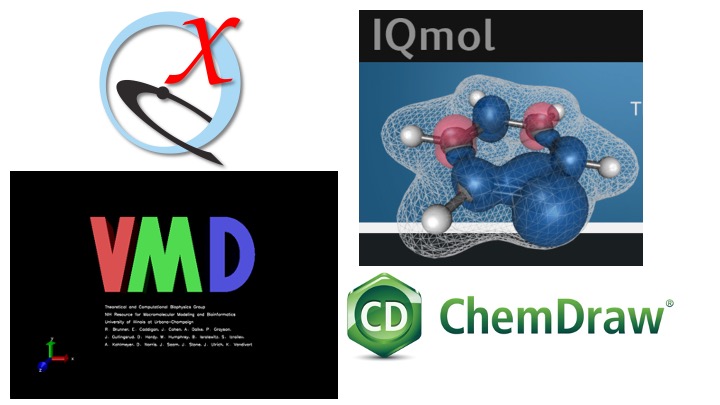 X
IQmol
T
VMD
Theoretical and Computational Biophysics Group
NIH Resource for Macromolecular Modeling and Bioinformatics
University of Illinois at Urbana-Champaign
R. Brunner, E. Caddigan, J. Cohen, A. Dalke, P. Grayson,
J. Gullingsrud, D. Hardy, W. Humphrey, B. Isralewitz, S. Izrailev,
A. Kohlmeyer, D. Norris, J. Saam, J. Stone, J. Ulrich, K. Vandivort
x
z
CD ChemDraw®